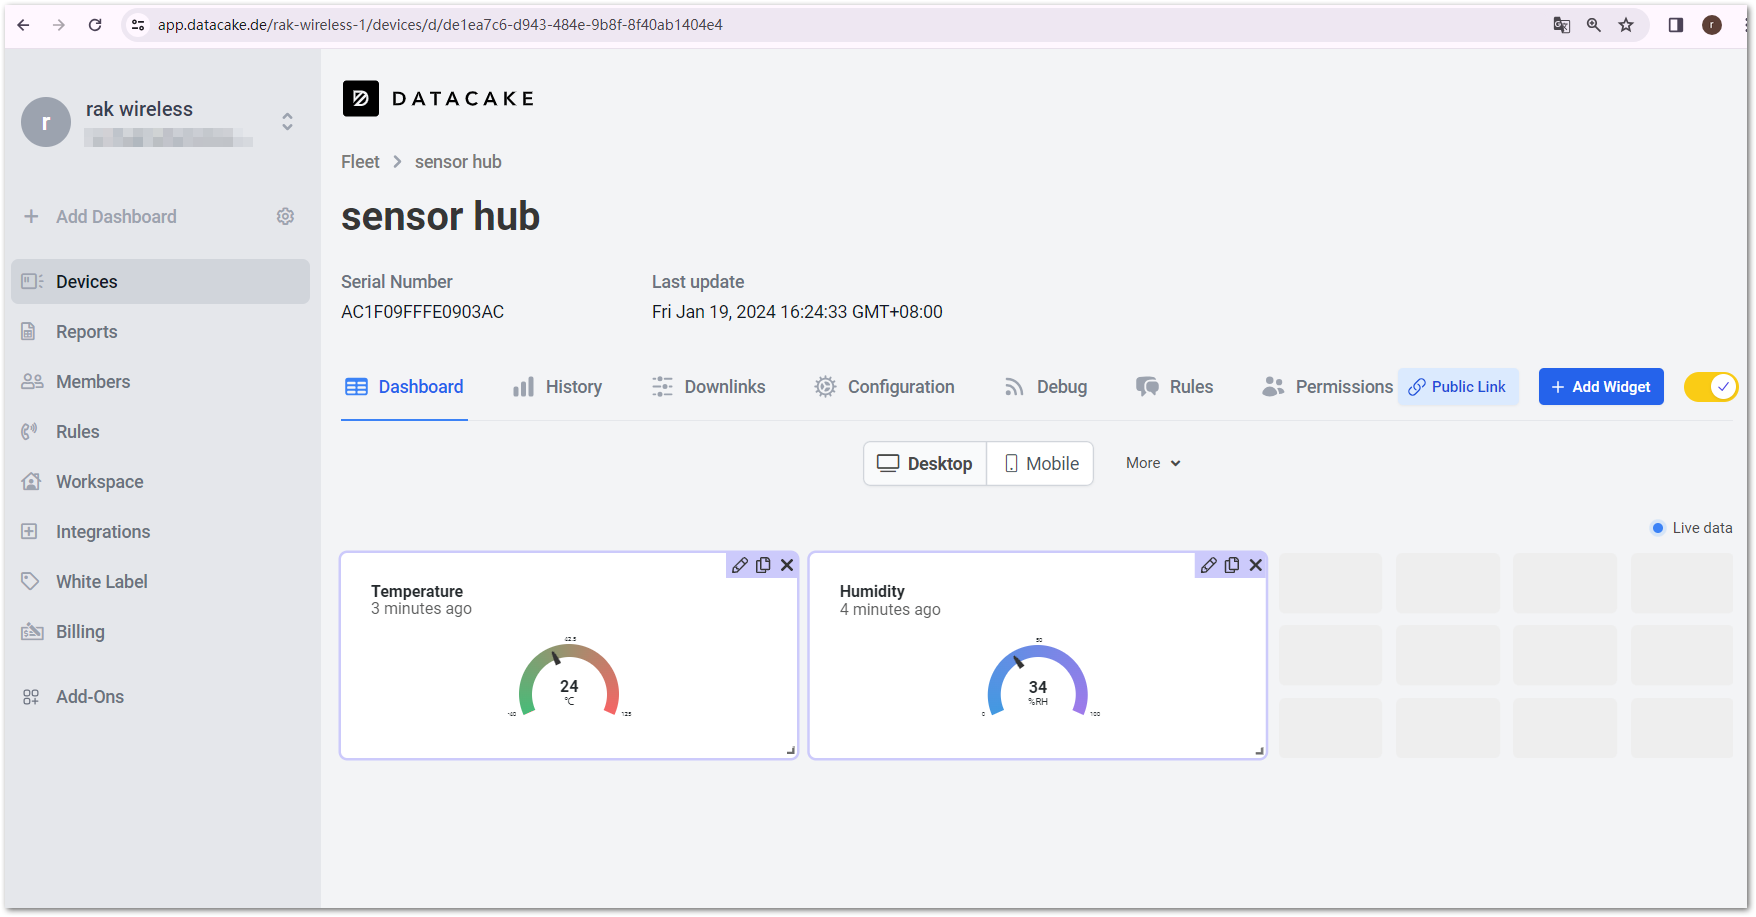 app.datacake.de/rak-wireless-1/devices/d/de1ea7c6-d943-484e-9b8f-8f40ab1404e4
r
r
rak wireless
Add Dashboard
Devices
Reports
Members
Rules
Workspace
Integrations
White Label
Billing
Add-Ons
DATACAKE
Fleet > sensor hub
sensor hub
Serial Number
AC1F09FFFE0903AC
Last update
Fri Jan 19, 2024 16:24:33 GMT+08:00
Dashboard History Downlinks Configuration Debug Rules Permissions Public Link + Add Widget
Desktop Mobile More
Live data
Temperature
3 minutes ago
42.5
24
°C
-40 125
Humidity
4 minutes ago
50
34
%RH
0 100